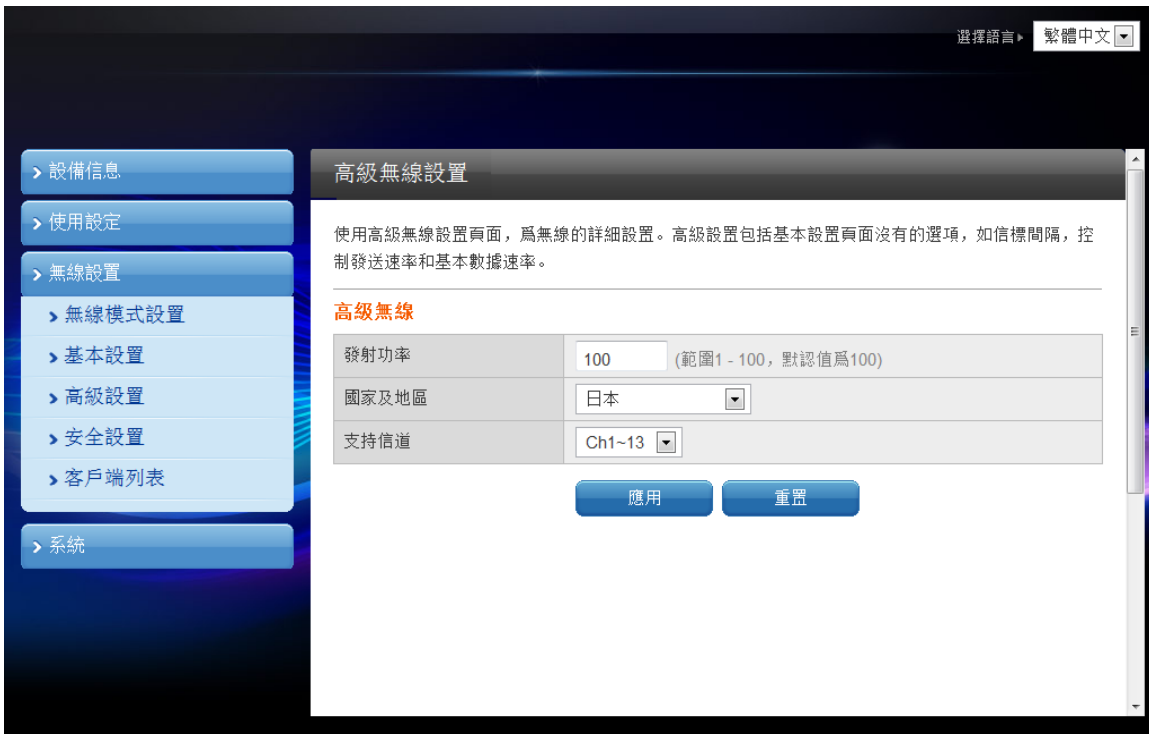 選擇語言▸ 繁體中文
設備信息
使用設定
無線設置
無線模式設置
基本設置
高級設置
安全設置
客戶端列表
系統
高級無線設置
使用高級無線設置頁面，爲無線的詳細設置。高級設置包括基本設置頁面沒有的選項，如信標間隔，控
制發送速率和基本數據速率。
高級無線
發射功率 100 (範圍1 - 100，默認值爲100)
國家及地區 日本
支持信道 Ch1~13
應用 重置